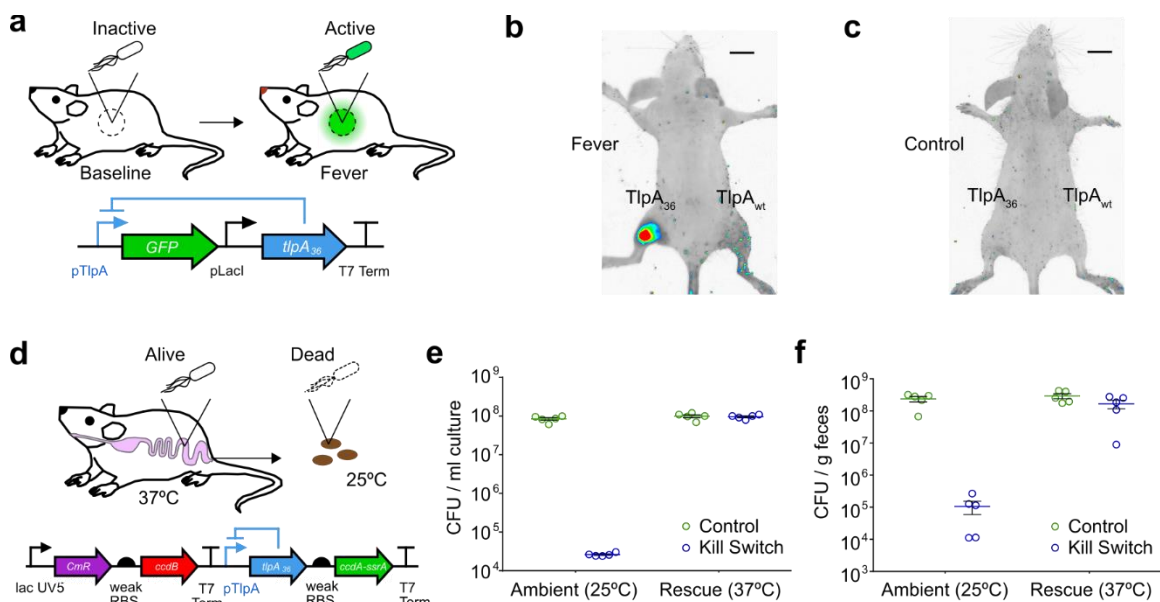 a
Inactive
Active
Baseline
Fever
GFP
tlpA36
pTlpA
pLacI
T7 Term
b
Fever
TlpA36
TlpAwt
c
Control
TlpA36
TlpAwt
d
Alive
Dead
37ºC
25ºC
CmR
ccdB
tlpA36
ccdA-ssrA
lac UV5
weak
RBS
T7
Term
pTlpA
weak
RBS
T7
Term
e
CFU / ml culture
10^9
10^8
10^7
10^6
10^5
10^4
Control
Kill Switch
Ambient (25ºC)
Rescue (37ºC)
f
CFU / g feces
10^9
10^8
10^7
10^6
10^5
10^4
10^3
Control
Kill Switch
Ambient (25ºC)
Rescue (37ºC)